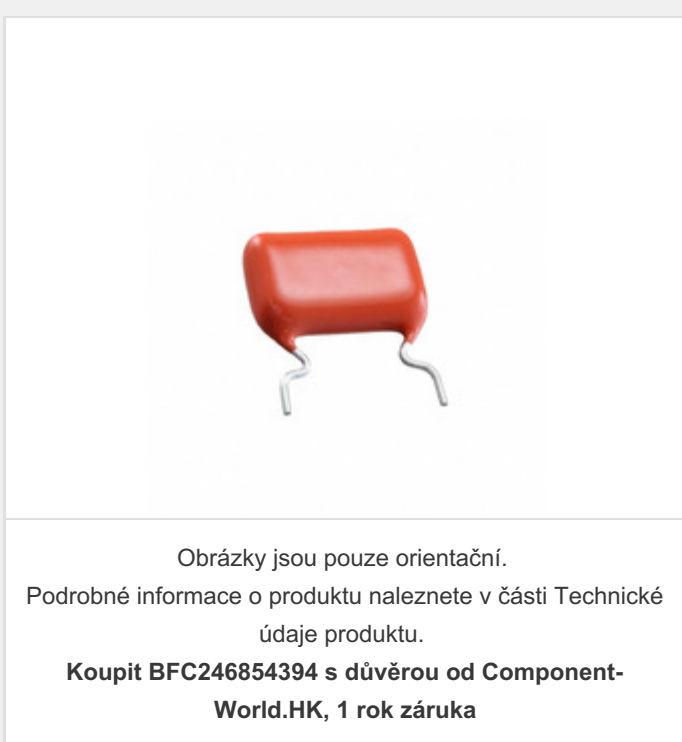 Obrázky jsou pouze orientační.
Podrobné informace o produktu naleznete v části Technické
údaje produktu.
Koupit BFC246854394 s důvěrou od Component-
World.HK, 1 rok záruka